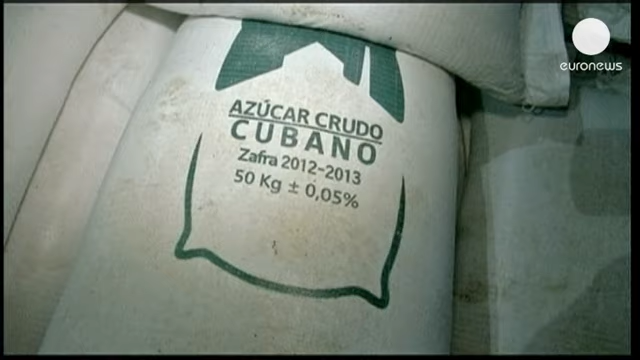 euronews
AZÚCAR CRUDO
CUBANO
Zafra 2012-2013
50 Kg ± 0,05%